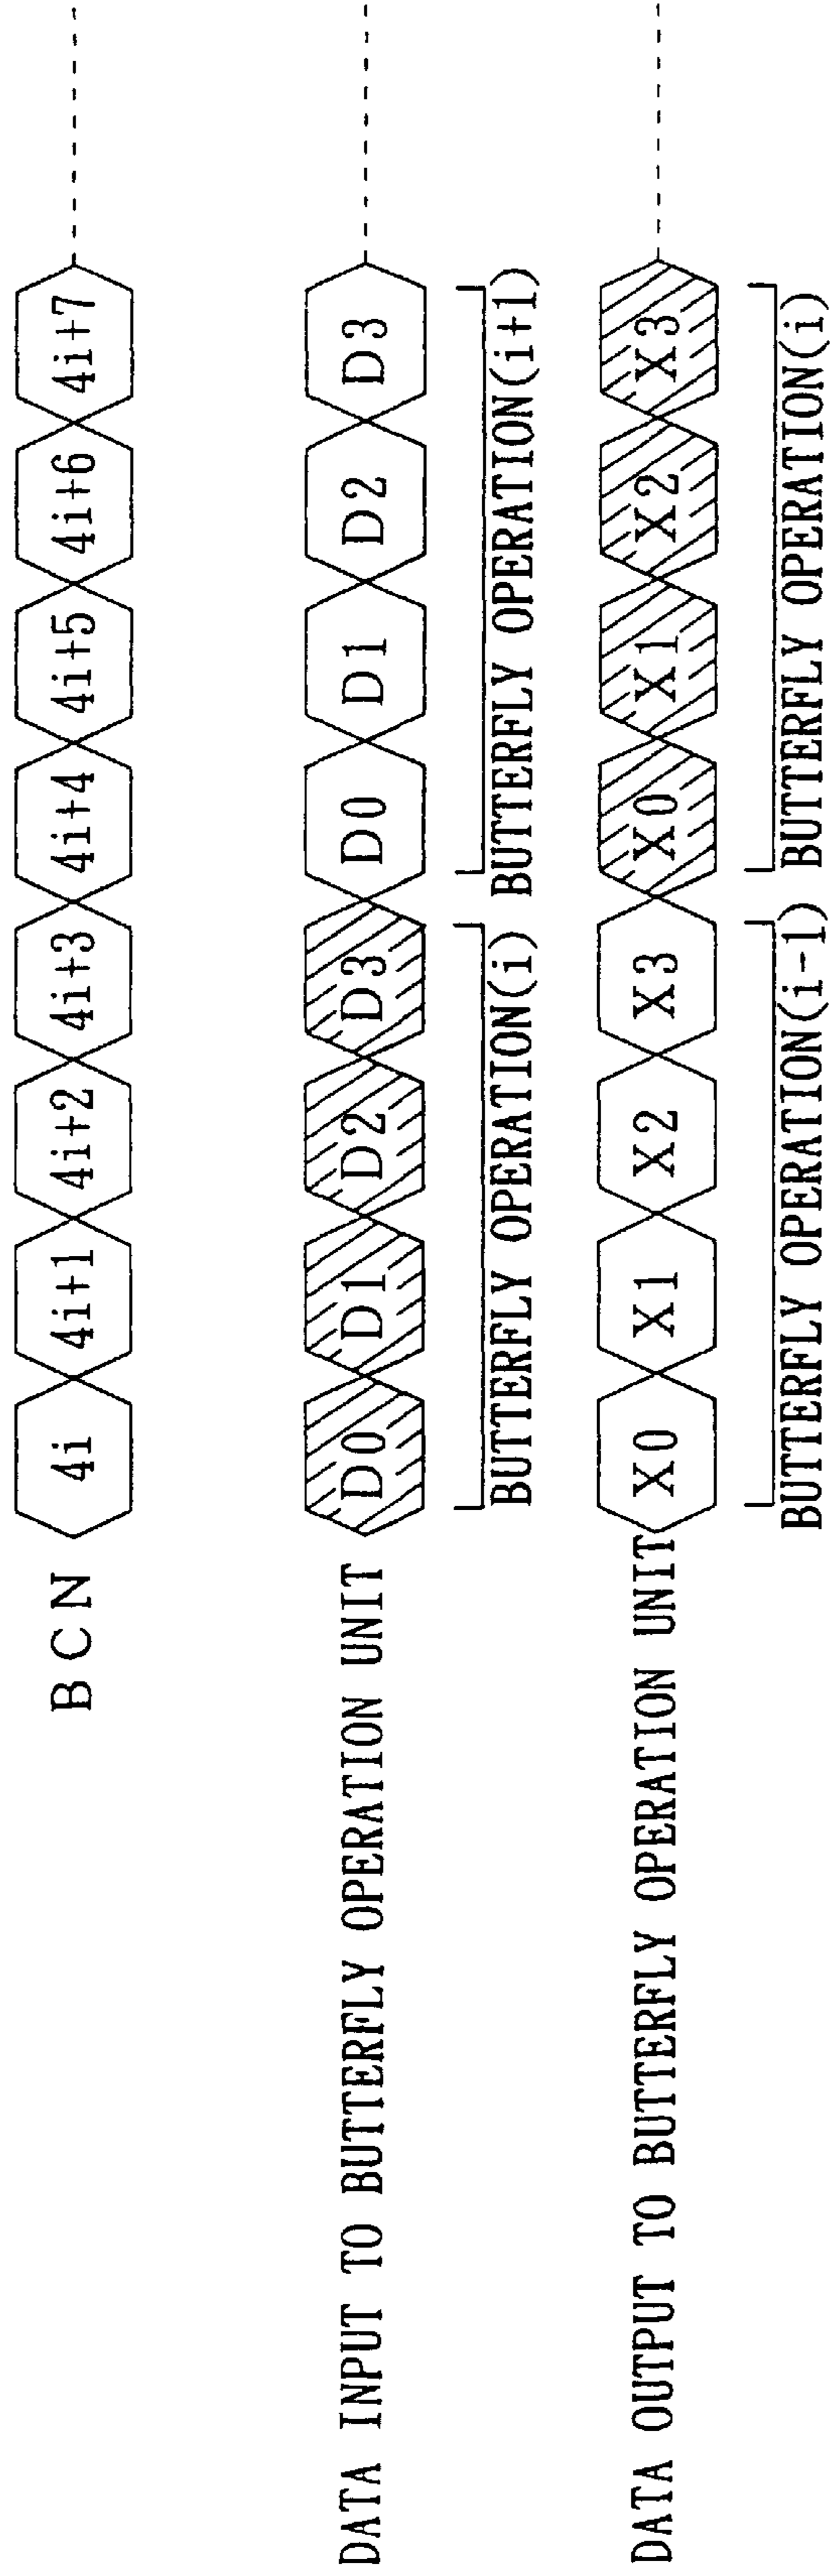 BCN 4i 4i+1 4i+2 4i+3 4i+4 4i+5 4i+6 4i+7
DATA INPUT TO BUTTERFLY OPERATION UNIT D0 D1 D2 D3 D0 D1 D2 D3
BUTTERFLY OPERATION(i) BUTTERFLY OPERATION(i+1)
DATA OUTPUT TO BUTTERFLY OPERATION UNIT X0 X1 X2 X3 X0 X1 X2 X3
BUTTERFLY OPERATION(i-1) BUTTERFLY OPERATION(i)